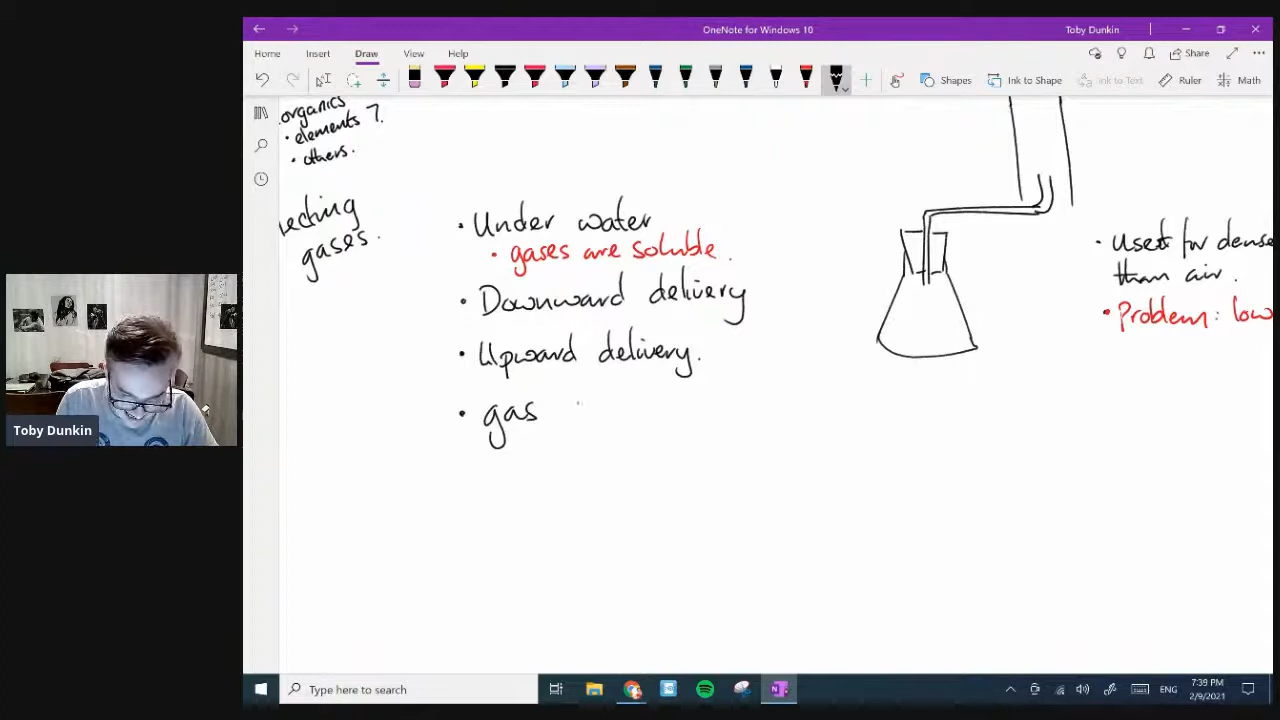 OneNote for Windows 10
Toby Dunkin
Home Insert Draw View Help
Share
Shapes
Ink to Shape
Ink to Text
Ruler
Math
organics
• elements 7.
• others.
ecting
gases.
• Under water
• gases are soluble.
• Downward delivery
• Upward delivery.
• gas
• Used for dense
than air.
• Problem: low
Toby Dunkin
Type here to search
ENG
7:39 PM
2/9/2021